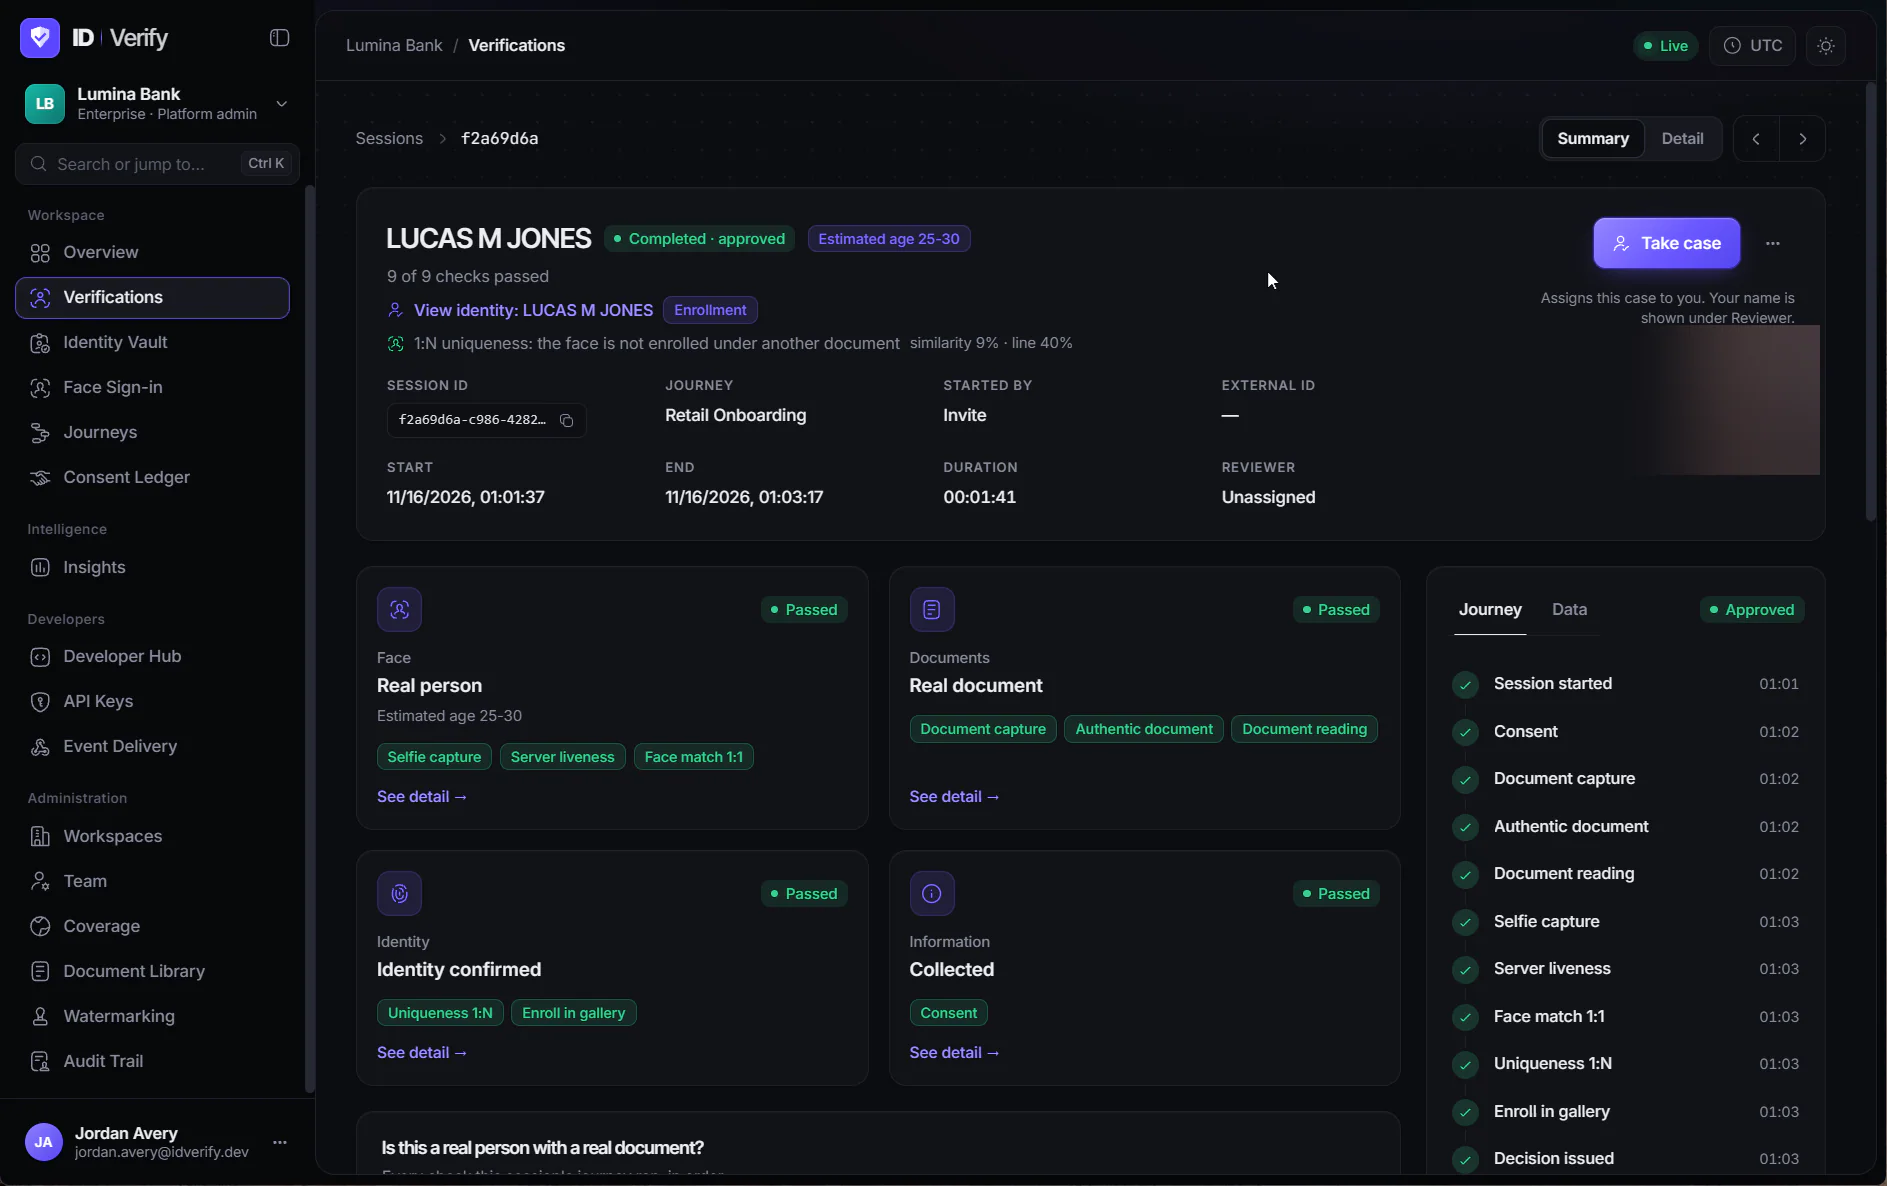 ID Verify
Lumina Bank
Enterprise · Platform admin
Search or jump to... Ctrl K
Workspace
Overview
Verifications
Identity Vault
Face Sign-in
Journeys
Consent Ledger
Intelligence
Insights
Developers
Developer Hub
API Keys
Event Delivery
Administration
Workspaces
Team
Coverage
Document Library
Watermarking
Audit Trail
JA
Jordan Avery
jordan.avery@idverify.dev
LB
Lumina Bank / Verifications
Live
UTC
Sessions > f2a69d6a
Summary Detail
LUCAS M JONES Completed · approved Estimated age 25-30
9 of 9 checks passed
View identity: LUCAS M JONES Enrollment
1:N uniqueness: the face is not enrolled under another document similarity 9% · line 40%
Take case
Assigns this case to you. Your name is
shown under Reviewer.
SESSION ID JOURNEY STARTED BY EXTERNAL ID
f2a69d6a-c986-4282… Retail Onboarding Invite —
START END DURATION REVIEWER
11/16/2026, 01:01:37 11/16/2026, 01:03:17 00:01:41 Unassigned
Passed
Face
Real person
Estimated age 25-30
Selfie capture Server liveness Face match 1:1
See detail →
Passed
Documents
Real document
Document capture Authentic document Document reading
See detail →
Passed
Identity
Identity confirmed
Uniqueness 1:N Enroll in gallery
See detail →
Passed
Information
Collected
Consent
See detail →
Is this a real person with a real document?
Journey Data Approved
Session started 01:01
Consent 01:02
Document capture 01:02
Authentic document 01:02
Document reading 01:02
Selfie capture 01:03
Server liveness 01:03
Face match 1:1 01:03
Uniqueness 1:N 01:03
Enroll in gallery 01:03
Decision issued 01:03